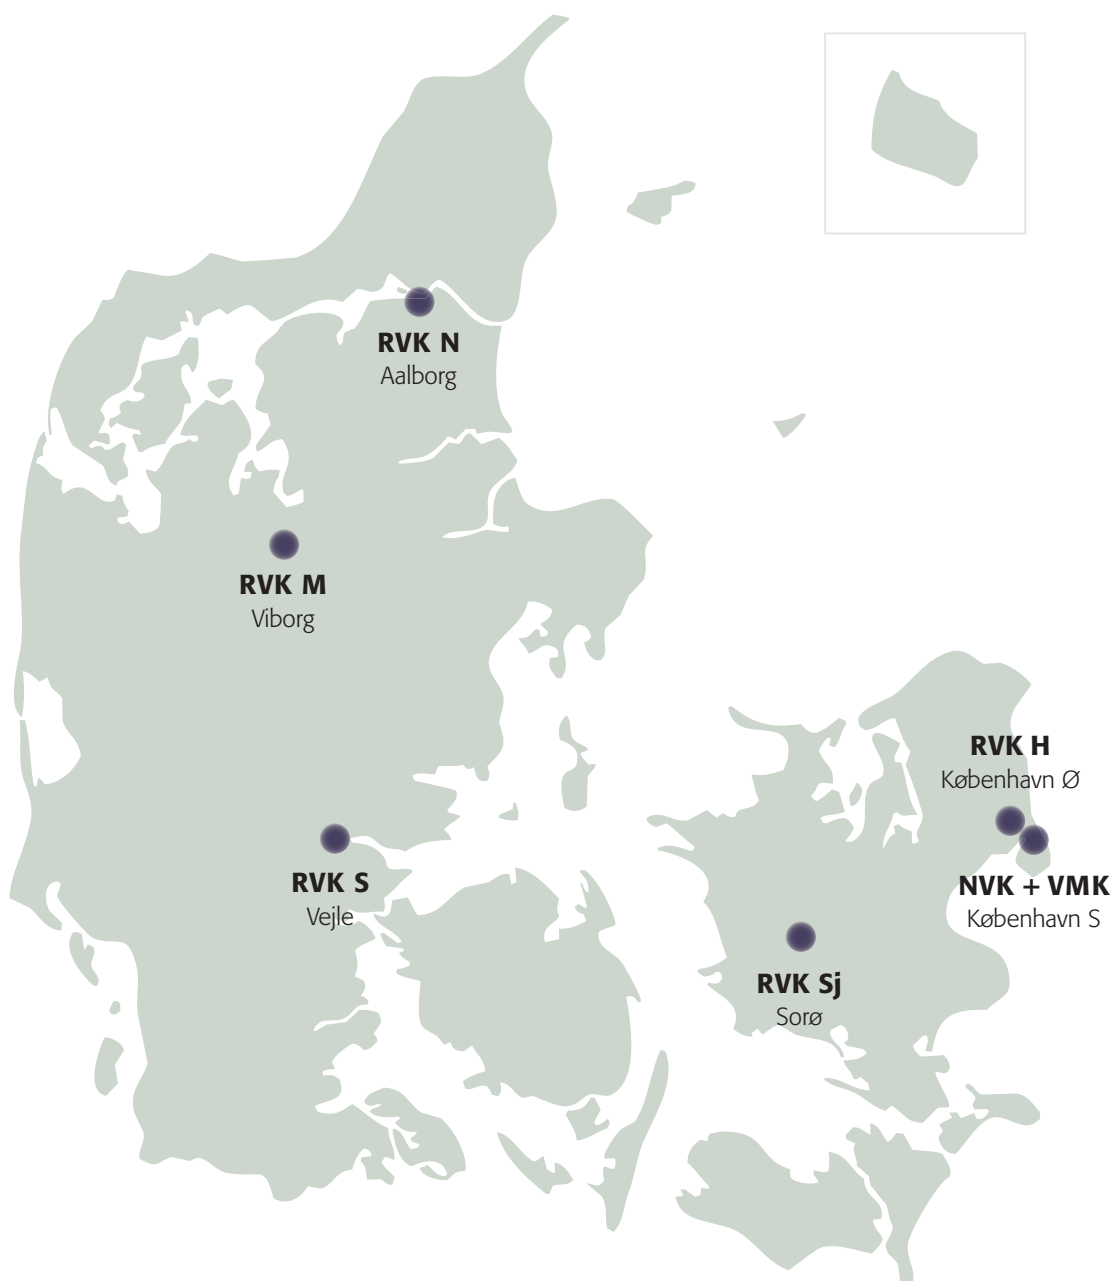 RVK N
Aalborg
RVK M
Viborg
RVK H
København Ø
RVK S
Vejle
NVK + VMK
København S
RVK Sj
Sorø